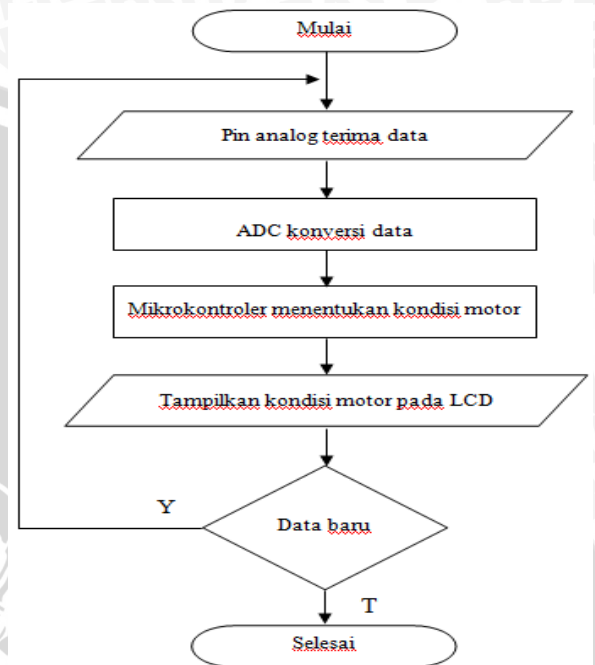 Mulai
Pin analog terima data
ADC konversi data
Mikrokontroler menentukan kondisi motor
Tampilkan kondisi motor pada LCD
Y
Data baru
T
Selesai